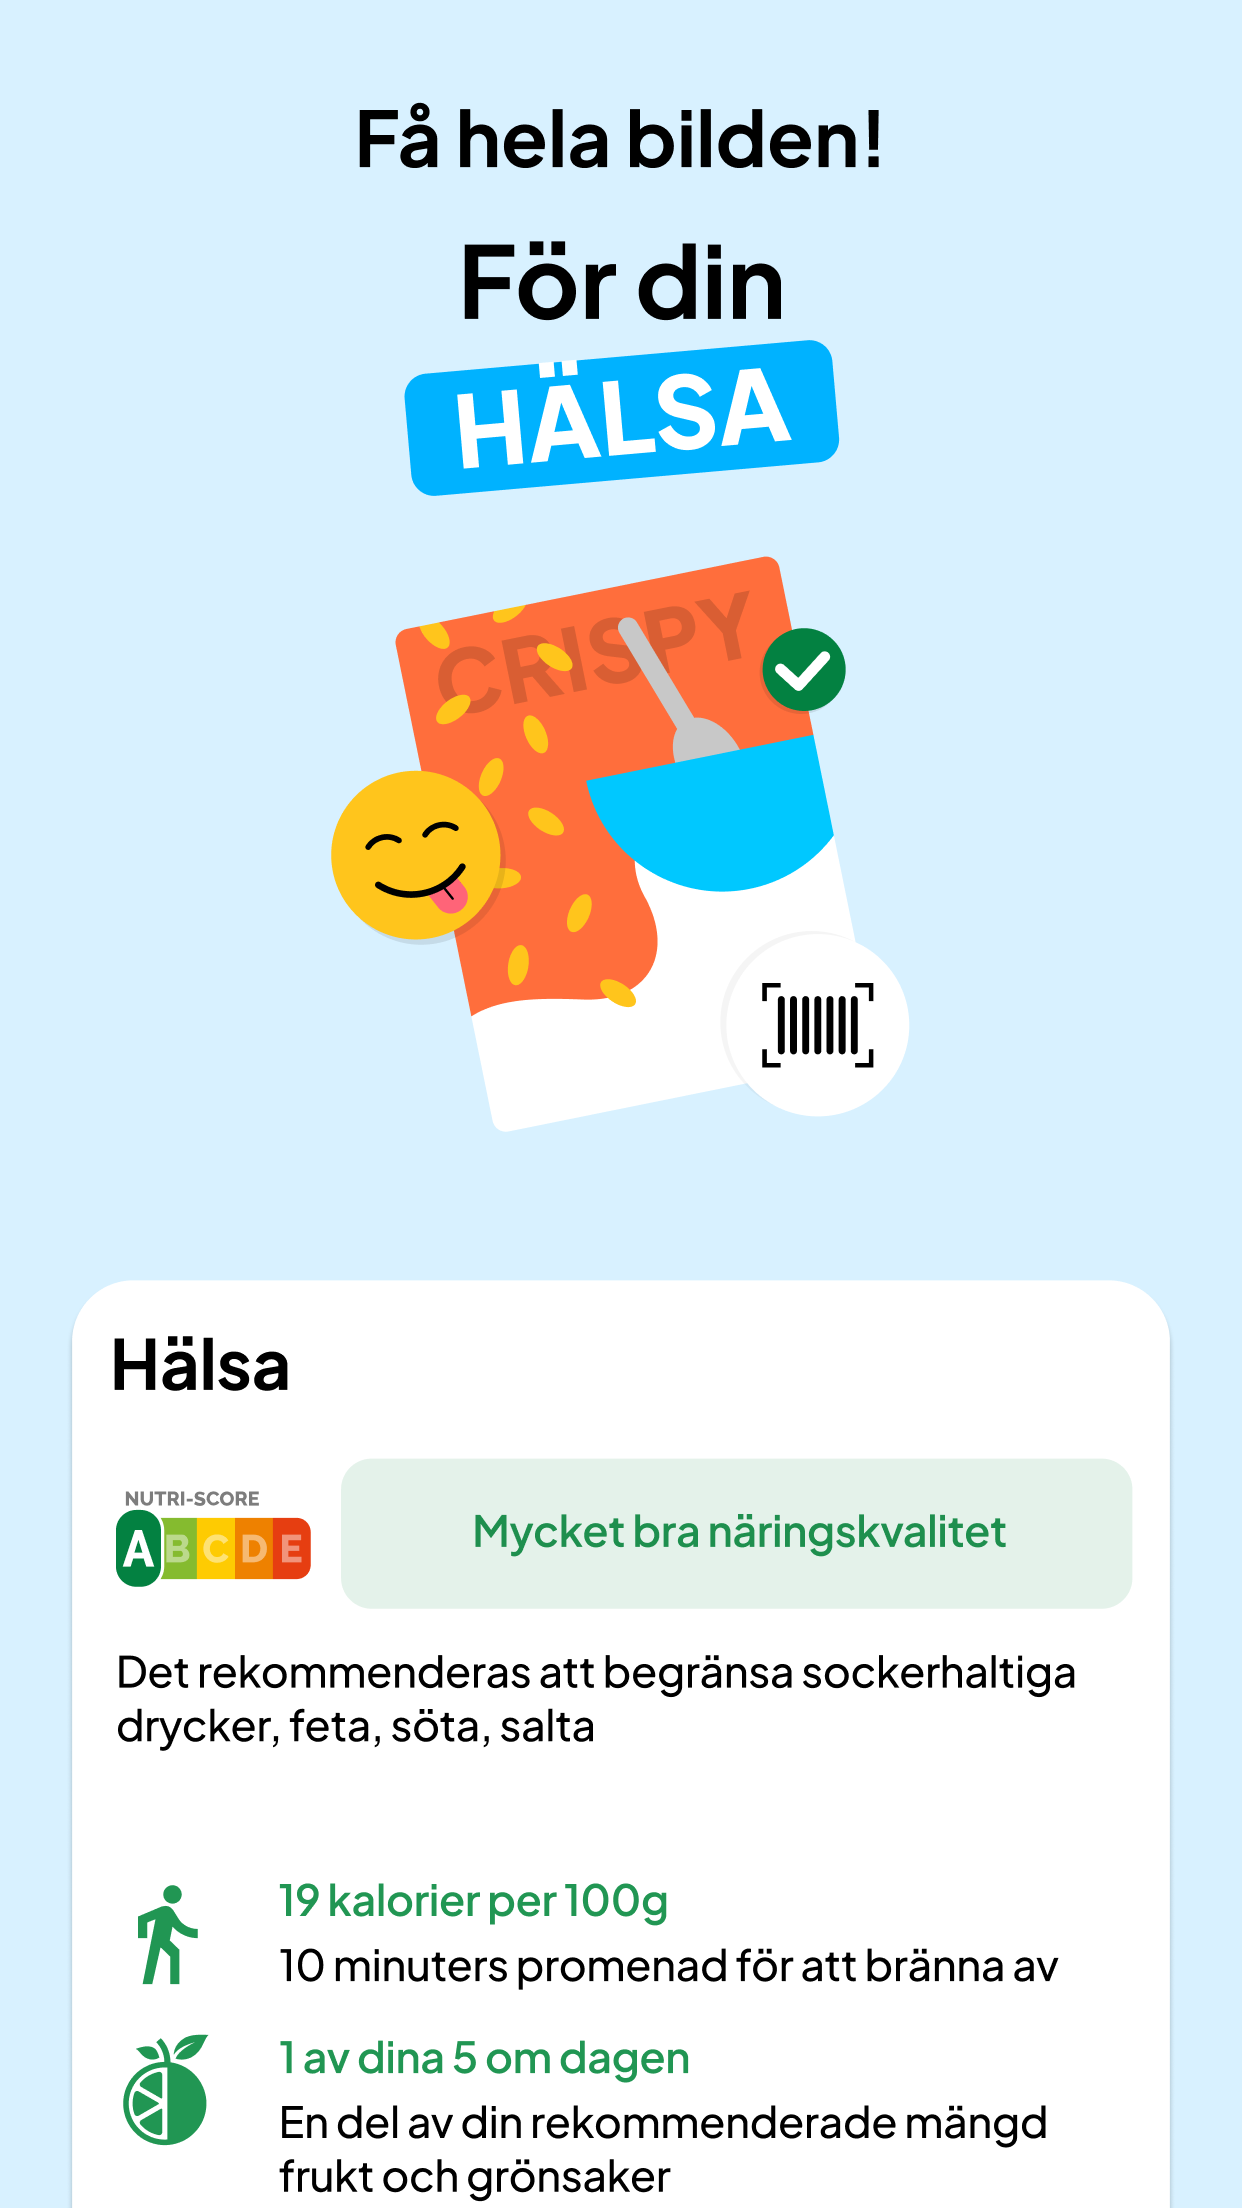 Få hela bilden!
För din
HÄLSA
CRISPY
Hälsa
NUTRI-SCORE
A B C D E
Mycket bra näringskvalitet
Det rekommenderas att begränsa sockerhaltiga
drycker, feta, söta, salta
19 kalorier per 100g
10 minuters promenad för att bränna av
1 av dina 5 om dagen
En del av din rekommenderade mängd
frukt och grönsaker